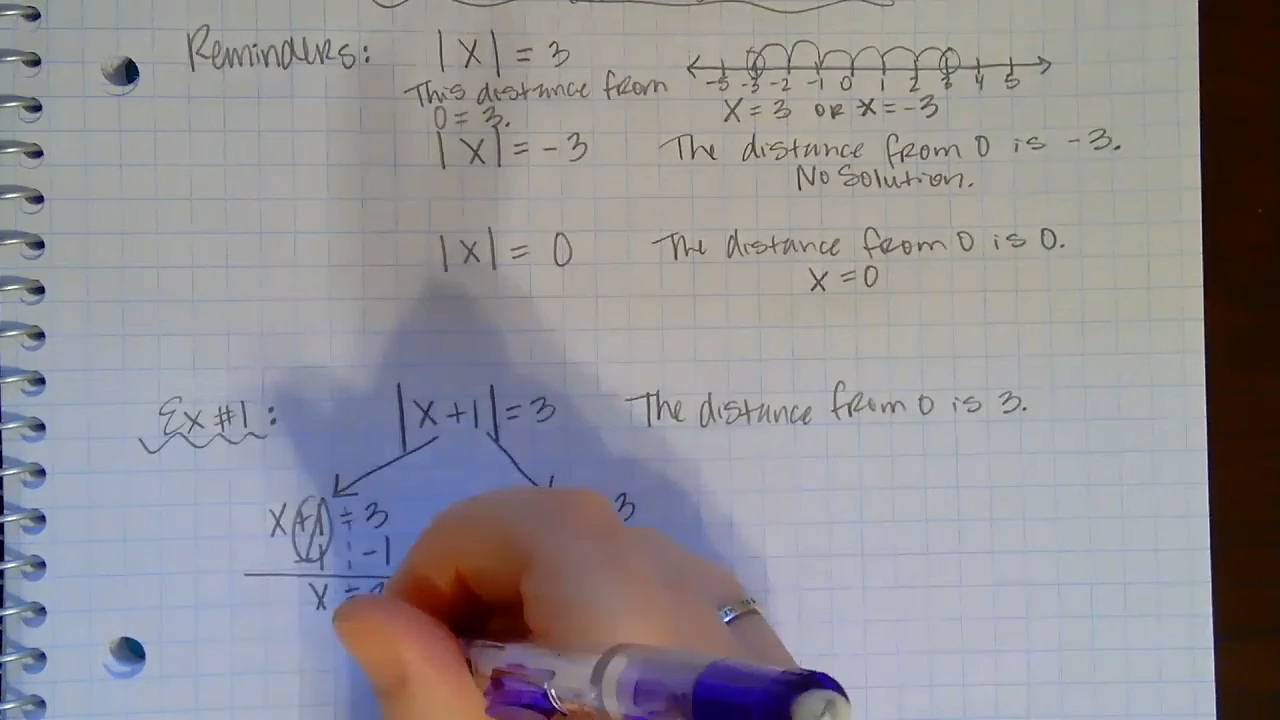 Reminders: |x| = 3
This distance from
0 = 3.
-5 -3 -2 -1 0 1 2 3 4 5
x = 3 OR x = -3
|x| = -3 The distance from 0 is -3.
No Solution.
|x| = 0 The distance from 0 is 0.
x = 0
Ex #1: |x+1| = 3 The distance from 0 is 3.
x+1 = 3
3
-1
x =